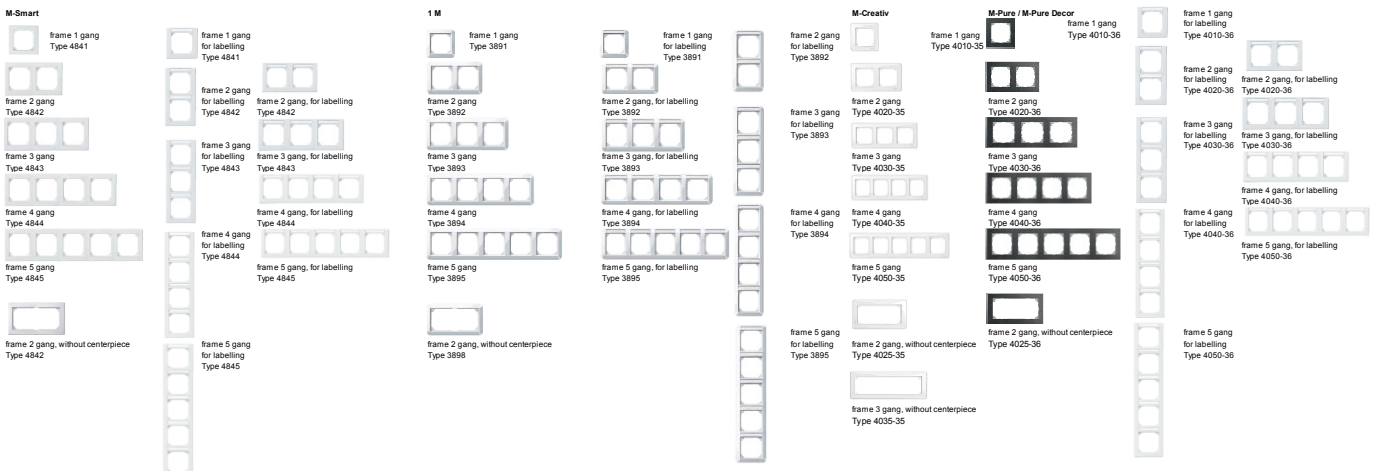 M-Smart
frame 1 gang
Type 4841
frame 2 gang
Type 4842
frame 3 gang
Type 4843
frame 4 gang
Type 4844
frame 5 gang
Type 4845
frame 2 gang, without centerpiece
Type 4842
frame 1 gang
for labelling
Type 4841
frame 2 gang
for labelling
Type 4842
frame 3 gang
for labelling
Type 4843
frame 4 gang
for labelling
Type 4844
frame 5 gang
for labelling
Type 4845
frame 2 gang, for labelling
Type 4842
frame 3 gang, for labelling
Type 4843
frame 4 gang, for labelling
Type 4844
frame 5 gang, for labelling
Type 4845
1 M
frame 1 gang
Type 3891
frame 2 gang
Type 3892
frame 3 gang
Type 3893
frame 4 gang
Type 3894
frame 5 gang
Type 3895
frame 2 gang, without centerpiece
Type 3898
frame 1 gang
for labelling
Type 3891
frame 2 gang, for labelling
Type 3892
frame 3 gang, for labelling
Type 3893
frame 4 gang, for labelling
Type 3894
frame 5 gang, for labelling
Type 3895
frame 2 gang
for labelling
Type 3892
frame 3 gang
for labelling
Type 3893
frame 4 gang
for labelling
Type 3894
frame 5 gang
for labelling
Type 3895
M-Creativ
frame 1 gang
Type 4010-35
frame 2 gang
Type 4020-35
frame 3 gang
Type 4030-35
frame 4 gang
Type 4040-35
frame 5 gang
Type 4050-35
frame 2 gang, without centerpiece
Type 4025-35
frame 3 gang, without centerpiece
Type 4035-35
M-Pure / M-Pure Decor
frame 1 gang
Type 4010-36
frame 2 gang
Type 4020-36
frame 3 gang
Type 4030-36
frame 4 gang
Type 4040-36
frame 5 gang
Type 4050-36
frame 2 gang, without centerpiece
Type 4025-36
frame 1 gang
for labelling
Type 4010-36
frame 2 gang
for labelling
Type 4020-36
frame 3 gang
for labelling
Type 4030-36
frame 4 gang
for labelling
Type 4040-36
frame 5 gang
for labelling
Type 4050-36
frame 2 gang, for labelling
Type 4020-36
frame 3 gang, for labelling
Type 4030-36
frame 4 gang, for labelling
Type 4040-36
frame 5 gang, for labelling
Type 4050-36